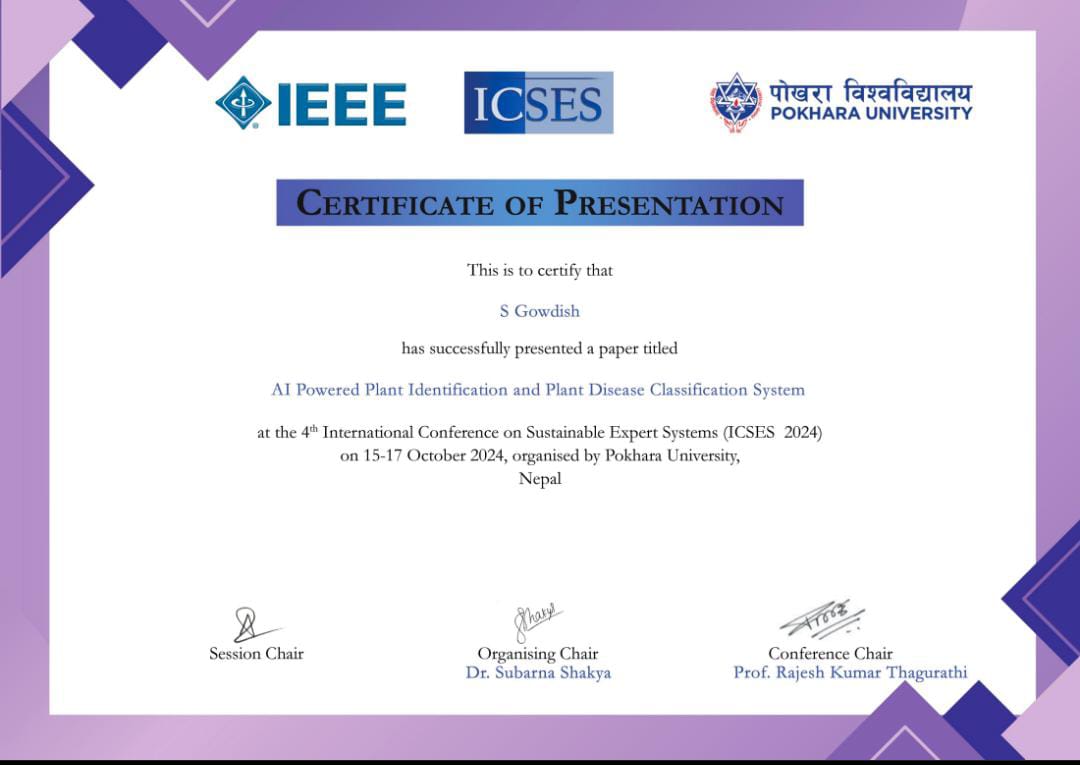 IEEE
ICSES
पोखरा विश्वविद्यालय
POKHARA UNIVERSITY
CERTIFICATE OF PRESENTATION
This is to certify that
S Gowdish
has successfully presented a paper titled
AI Powered Plant Identification and Plant Disease Classification System
at the 4th International Conference on Sustainable Expert Systems (ICSES 2024)
on 15-17 October 2024, organised by Pokhara University,
Nepal
Session Chair
Organising Chair
Conference Chair
Dr. Subarna Shakya
Prof. Rajesh Kumar Thagurathi